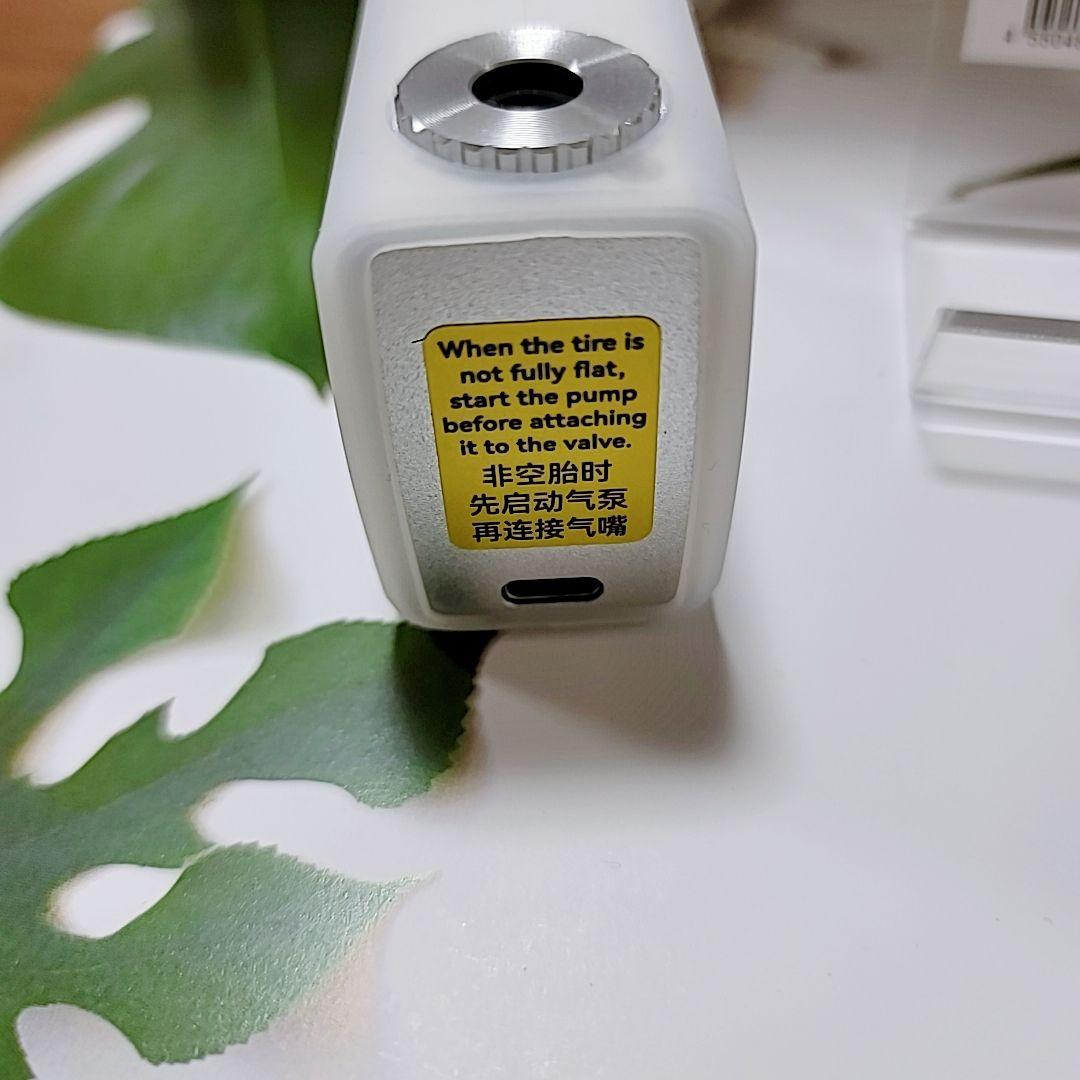 When the tire is
not fully flat,
start the pump
before attaching
it to the valve.
非空胎时
先启动气泵
再连接气嘴